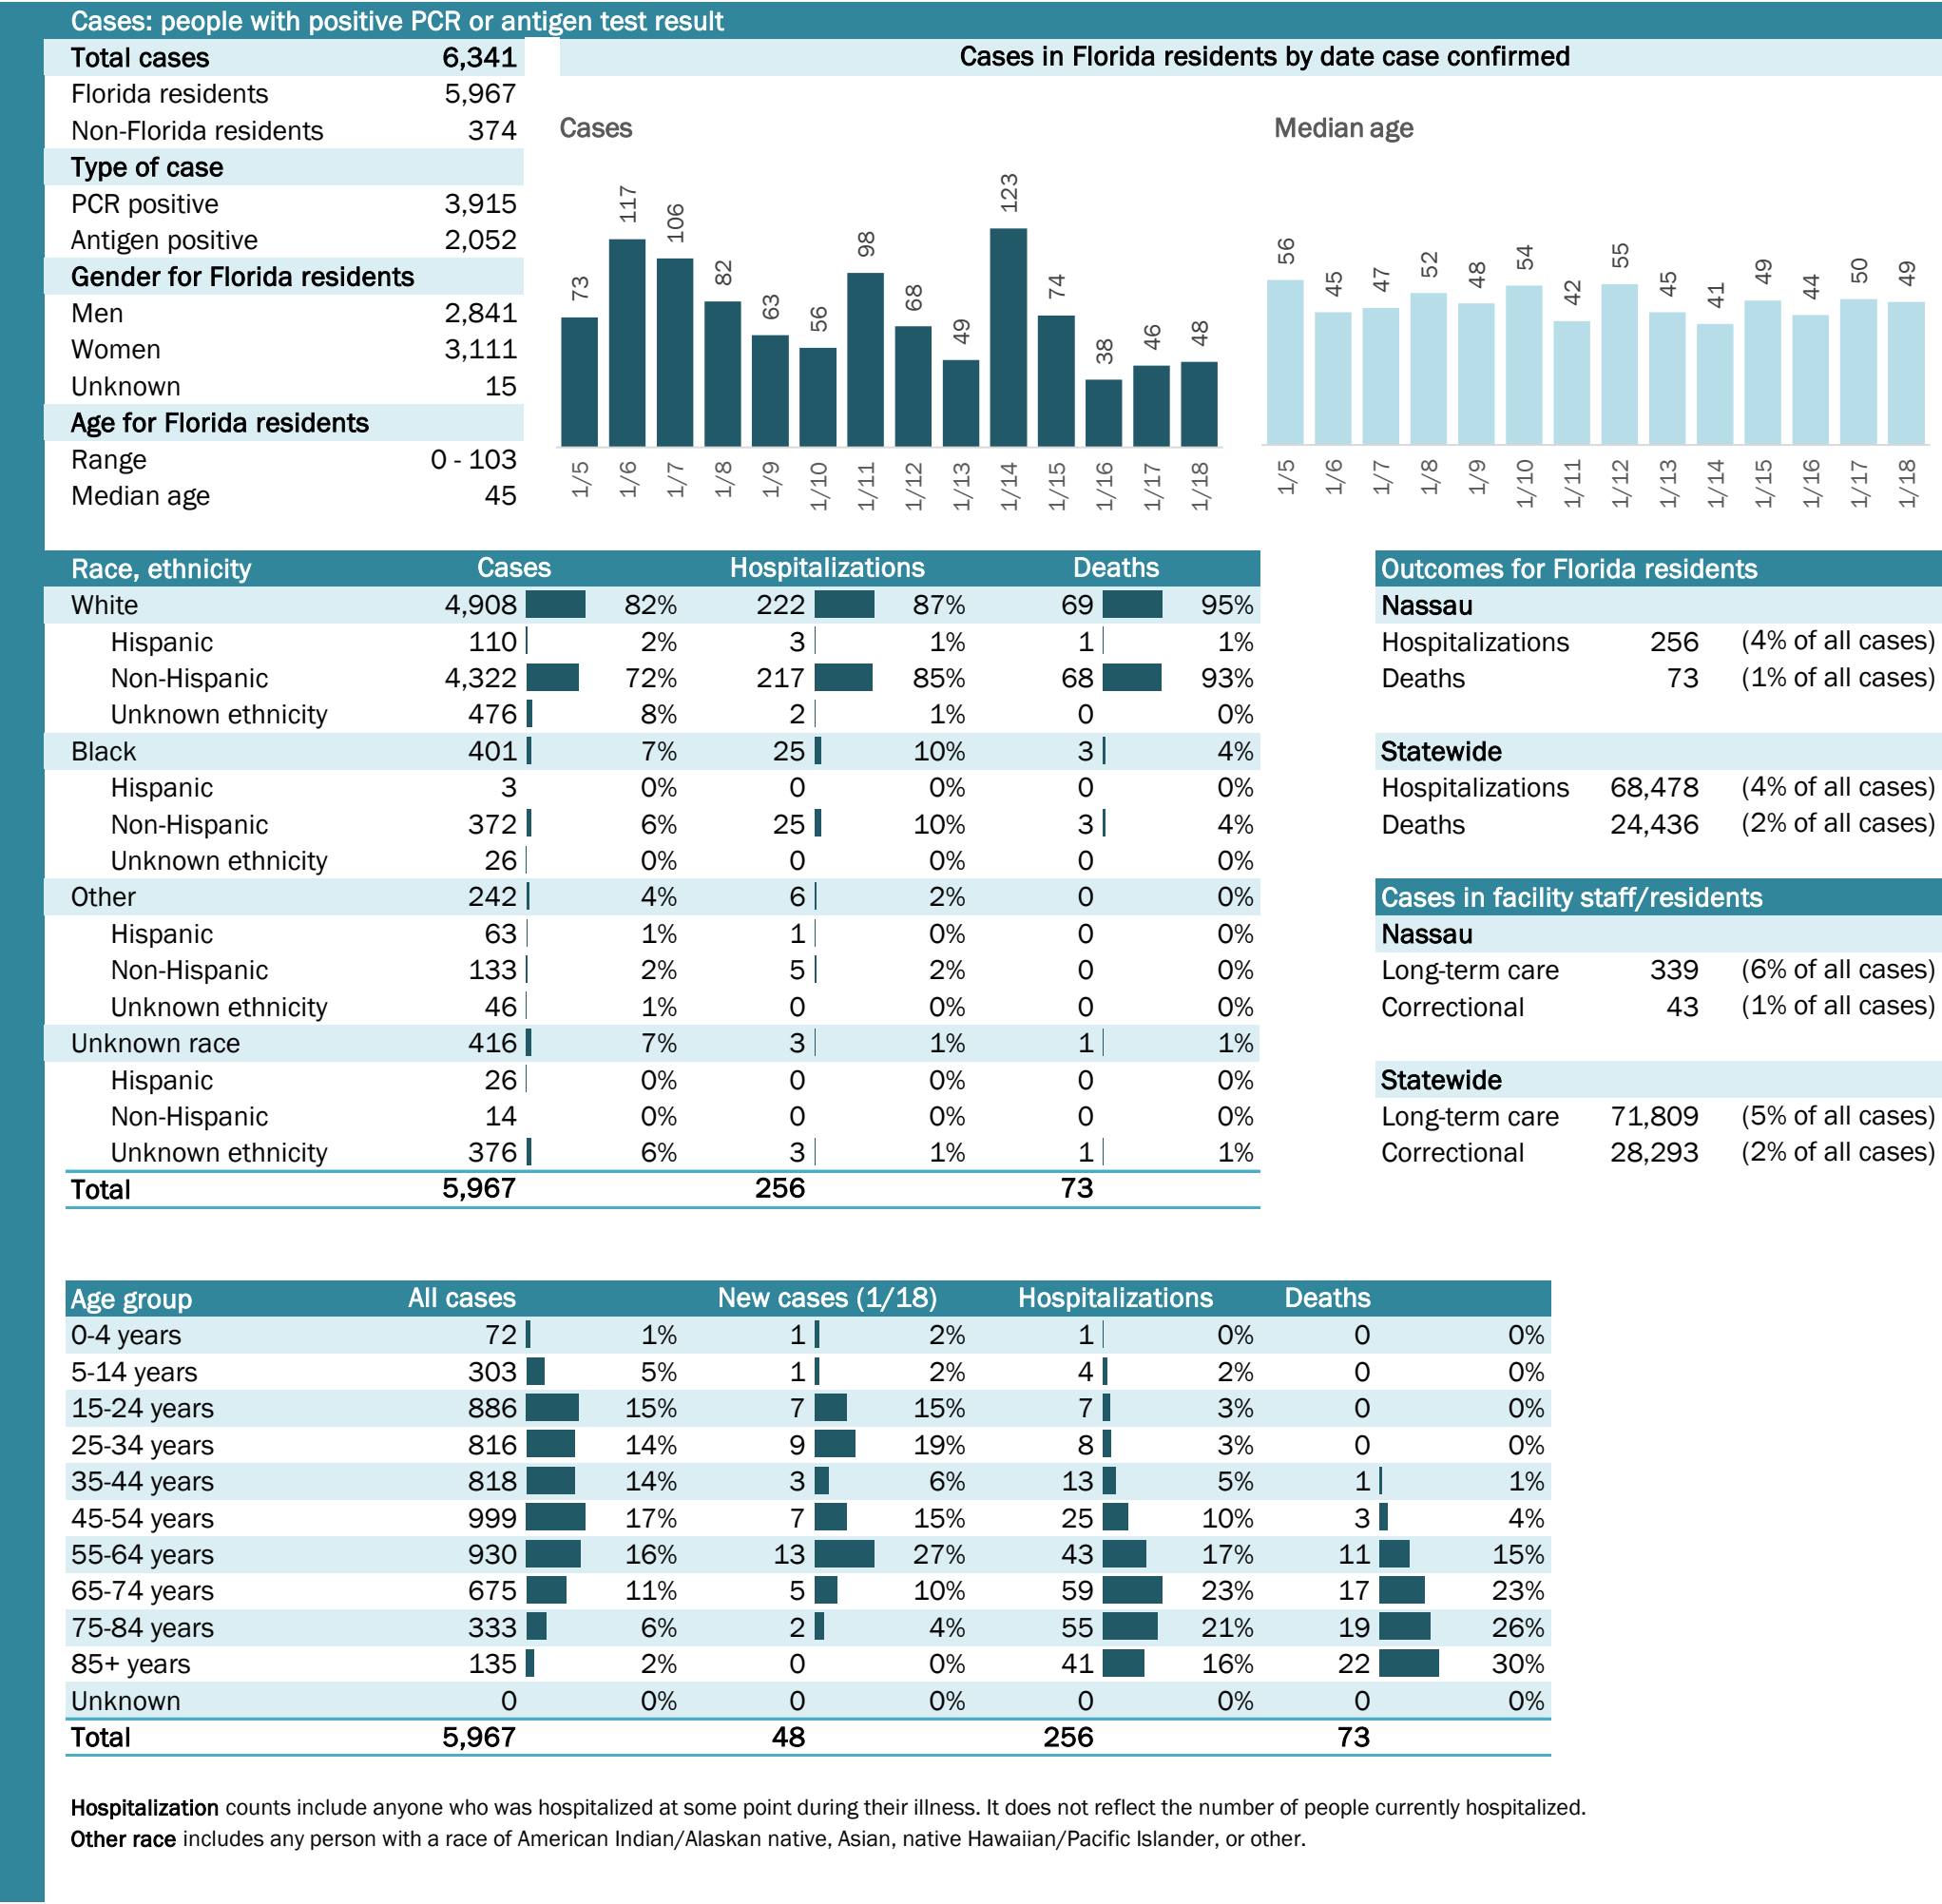 Cases: people with positive PCR or antigen test result
Total cases 6,341
Florida residents 5,967
Non-Florida residents 374
Type of case
PCR positive 3,915
Antigen positive 2,052
Gender for Florida residents
Men 2,841
Women 3,111
Unknown 15
Age for Florida residents
Range 0 - 103
Median age 45
Cases in Florida residents by date case confirmed
Cases
73 117 106 82 63 56 98 68 49 123 74 38 46 48
1/5 1/6 1/7 1/8 1/9 1/10 1/11 1/12 1/13 1/14 1/15 1/16 1/17 1/18
Median age
56 45 47 52 48 54 42 55 45 41 49 44 50 49
1/5 1/6 1/7 1/8 1/9 1/10 1/11 1/12 1/13 1/14 1/15 1/16 1/17 1/18
Race, ethnicity Cases Hospitalizations Deaths
White 4,908 82% 222 87% 69 95%
Hispanic 110 2% 3 1% 1 1%
Non-Hispanic 4,322 72% 217 85% 68 93%
Unknown ethnicity 476 8% 2 1% 0 0%
Black 401 7% 25 10% 3 4%
Hispanic 3 0% 0 0% 0 0%
Non-Hispanic 372 6% 25 10% 3 4%
Unknown ethnicity 26 0% 0 0% 0 0%
Other 242 4% 6 2% 0 0%
Hispanic 63 1% 1 0% 0 0%
Non-Hispanic 133 2% 5 2% 0 0%
Unknown ethnicity 46 1% 0 0% 0 0%
Unknown race 416 7% 3 1% 1 1%
Hispanic 26 0% 0 0% 0 0%
Non-Hispanic 14 0% 0 0% 0 0%
Unknown ethnicity 376 6% 3 1% 1 1%
Total 5,967 256 73
Outcomes for Florida residents
Nassau
Hospitalizations 256 (4% of all cases)
Deaths 73 (1% of all cases)
Statewide
Hospitalizations 68,478 (4% of all cases)
Deaths 24,436 (2% of all cases)
Cases in facility staff/residents
Nassau
Long-term care 339 (6% of all cases)
Correctional 43 (1% of all cases)
Statewide
Long-term care 71,809 (5% of all cases)
Correctional 28,293 (2% of all cases)
Age group All cases New cases (1/18) Hospitalizations Deaths
0-4 years 72 1% 1 2% 1 0% 0 0%
5-14 years 303 5% 1 2% 4 2% 0 0%
15-24 years 886 15% 7 15% 7 3% 0 0%
25-34 years 816 14% 9 19% 8 3% 0 0%
35-44 years 818 14% 3 6% 13 5% 1 1%
45-54 years 999 17% 7 15% 25 10% 3 4%
55-64 years 930 16% 13 27% 43 17% 11 15%
65-74 years 675 11% 5 10% 59 23% 17 23%
75-84 years 333 6% 2 4% 55 21% 19 26%
85+ years 135 2% 0 0% 41 16% 22 30%
Unknown 0 0% 0 0% 0 0% 0 0%
Total 5,967 48 256 73
Hospitalization counts include anyone who was hospitalized at some point during their illness. It does not reflect the number of people currently hospitalized.
Other race includes any person with a race of American Indian/Alaskan native, Asian, native Hawaiian/Pacific Islander, or other.